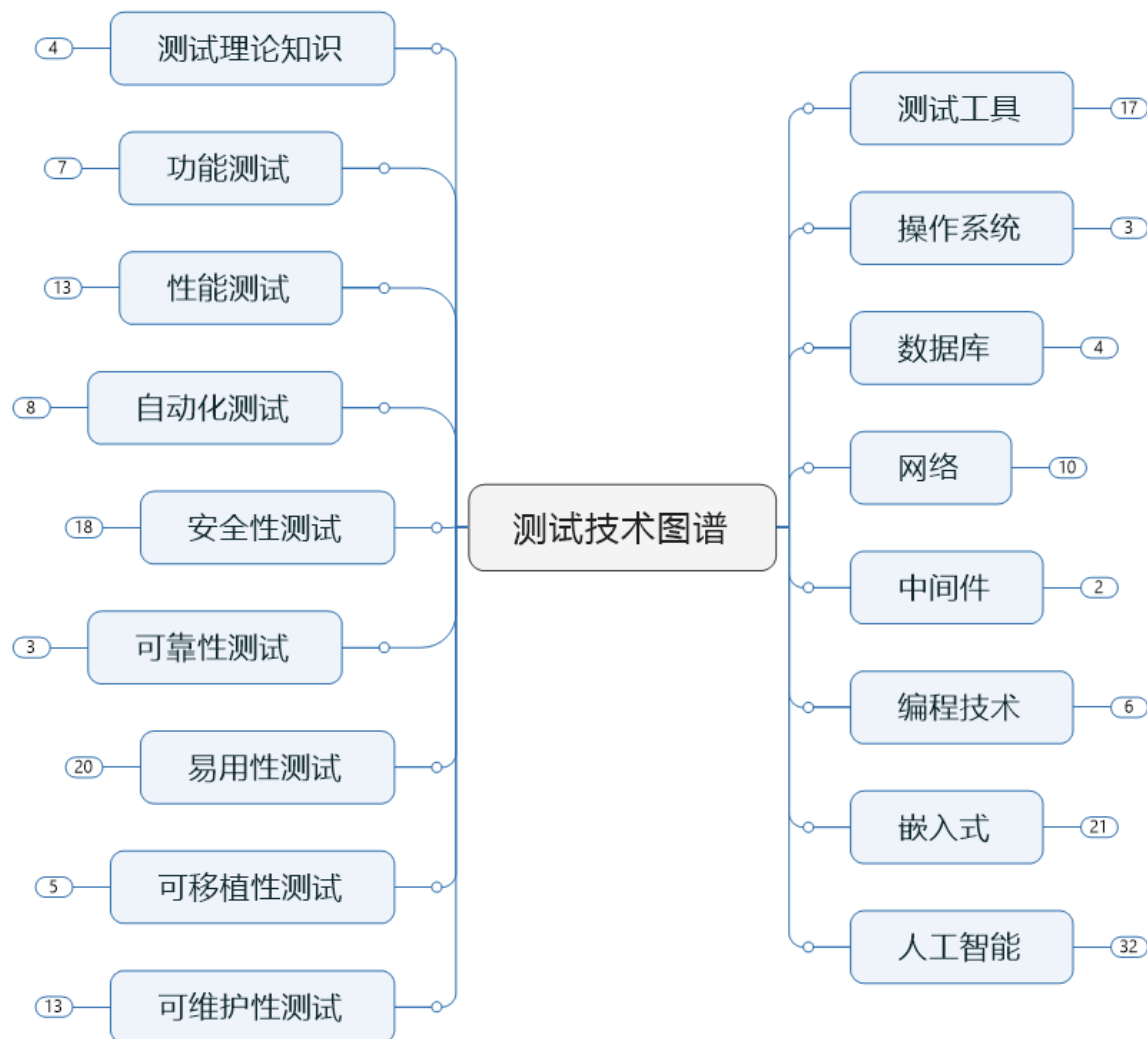 测试技术图谱
测试理论知识
4
功能测试
7
性能测试
13
自动化测试
8
安全性测试
18
可靠性测试
3
易用性测试
20
可移植性测试
5
可维护性测试
13
测试工具
17
操作系统
3
数据库
4
网络
10
中间件
2
编程技术
6
嵌入式
21
人工智能
32